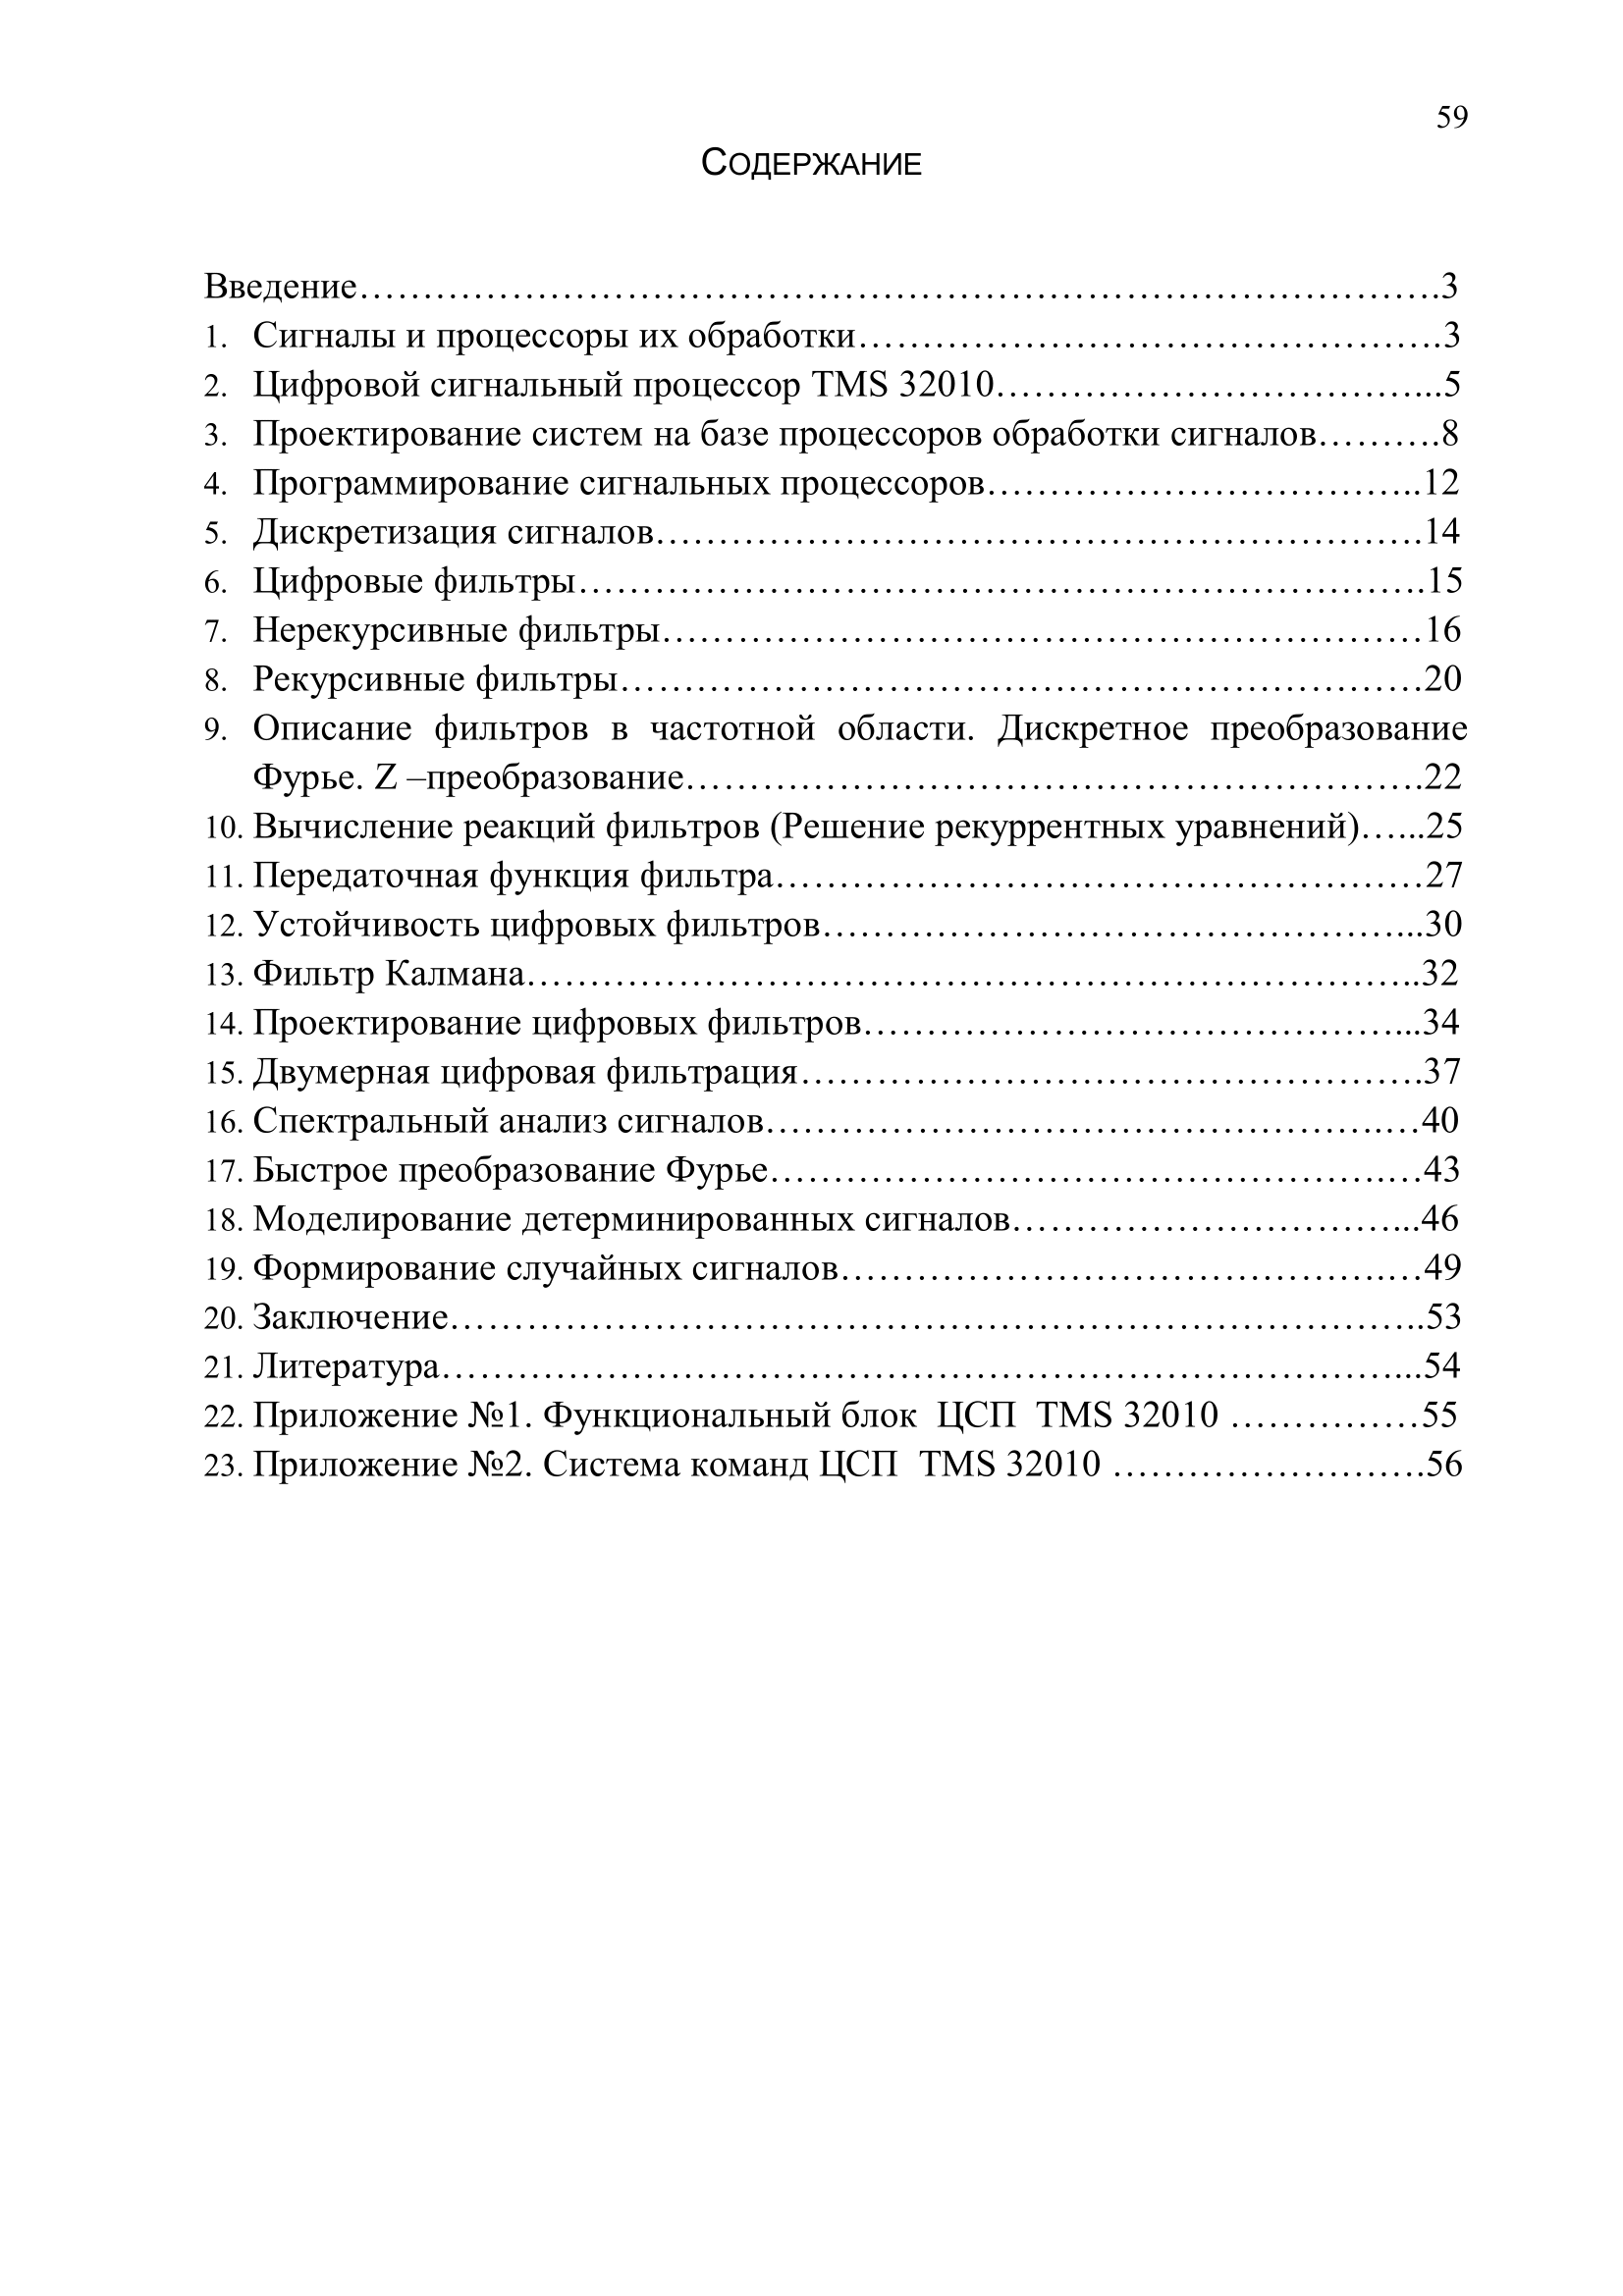 59
СОДЕРЖАНИЕ
Введение…………………………………………………………………………….3
1. Сигналы и процессоры их обработки……………………………………….3
2. Цифровой сигнальный процессор TMS 32010……………………………...5
3. Проектирование систем на базе процессоров обработки сигналов……….8
4. Программирование сигнальных процессоров……………………………..12
5. Дискретизация сигналов…………………………………………………….14
6. Цифровые фильтры………………………………………………………….15
7. Нерекурсивные фильтры……………………………………………………16
8. Рекурсивные фильтры………………………………………………………20
9. Описание фильтров в частотной области. Дискретное преобразование
Фурье. Z –преобразование………………………………………………….22
10. Вычисление реакций фильтров (Решение рекуррентных уравнений)…...25
11. Передаточная функция фильтра……………………………………………27
12. Устойчивость цифровых фильтров………………………………………...30
13. Фильтр Калмана……………………………………………………………..32
14. Проектирование цифровых фильтров……………………………………...34
15. Двумерная цифровая фильтрация………………………………………….37
16. Спектральный анализ сигналов………………………………………….…40
17. Быстрое преобразование Фурье………………………………………….…43
18. Моделирование детерминированных сигналов…………………………...46
19. Формирование случайных сигналов…………………………………….…49
20. Заключение…………………………………………………………………..53
21. Литература…………………………………………………………………...54
22. Приложение №1. Функциональный блок ЦСП TMS 32010 ……………55
23. Приложение №2. Система команд ЦСП TMS 32010 …………………….56